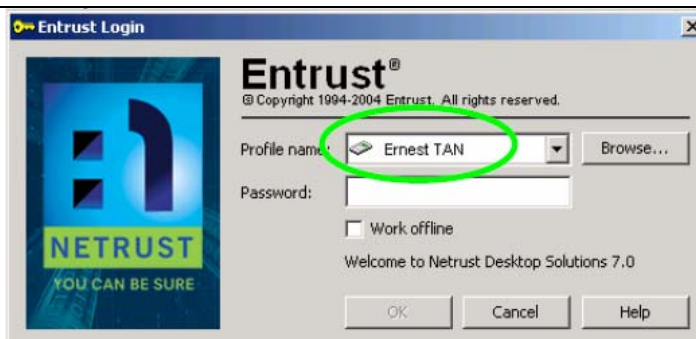 Entrust Login
Entrust®
© Copyright 1994-2004 Entrust. All rights reserved.
Profile name:
Ernest TAN
Browse...
Password:
Work offline
Welcome to Netrust Desktop Solutions 7.0
NETRUST
YOU CAN BE SURE
OK
Cancel
Help